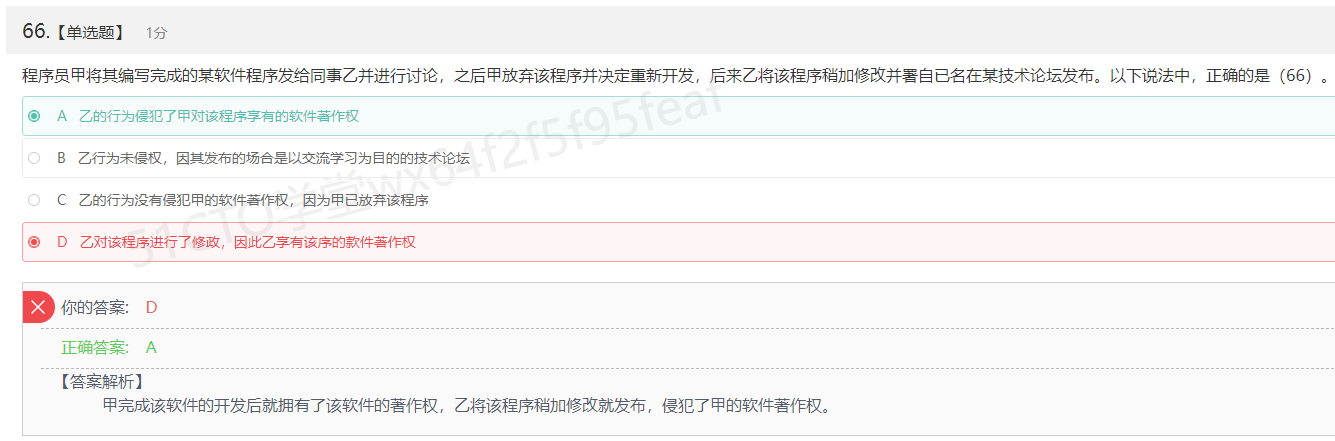 66.【单选题】 1分
程序员甲将其编写完成的某软件程序发给同事乙并进行讨论，之后甲放弃该程序并决定重新开发，后来乙将该程序稍加修改并署自已名在某技术论坛发布。以下说法中，正确的是（66）。
A 乙的行为侵犯了甲对该程序享有的软件著作权
B 乙行为未侵权，因其发布的场合是以交流学习为目的的技术论坛
C 乙的行为没有侵犯甲的软件著作权，因为甲已放弃该程序
D 乙对该程序进行了修政，因此乙享有该序的款件著作权
51CTO学堂wx64f2f5f95feaf
你的答案: D
正确答案: A
【答案解析】
甲完成该软件的开发后就拥有了该软件的著作权，乙将该程序稍加修改就发布，侵犯了甲的软件著作权。